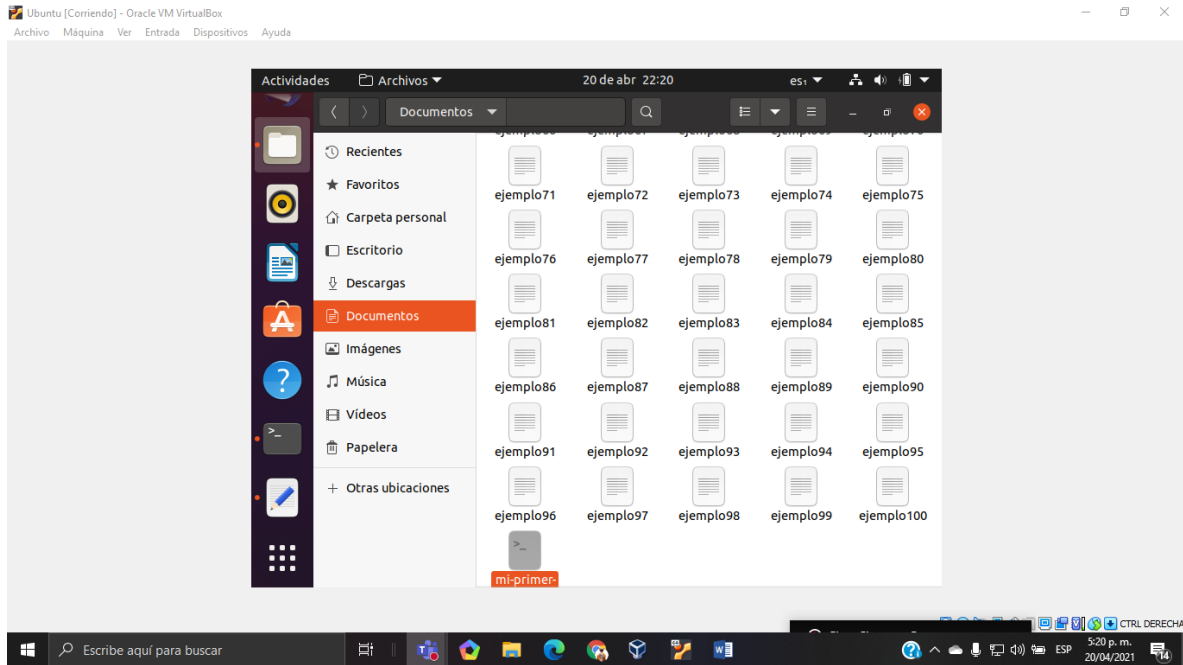 Ubuntu [Corriendo] - Oracle VM VirtualBox
Archivo Máquina Ver Entrada Dispositivos Ayuda
Actividades Archivos 20 de abr 22:20 es₁
Documentos
Recientes
Favoritos
Carpeta personal
Escritorio
Descargas
Documentos
Imágenes
Música
Vídeos
Papelera
+ Otras ubicaciones
ejemplo71 ejemplo72 ejemplo73 ejemplo74 ejemplo75
ejemplo76 ejemplo77 ejemplo78 ejemplo79 ejemplo80
ejemplo81 ejemplo82 ejemplo83 ejemplo84 ejemplo85
ejemplo86 ejemplo87 ejemplo88 ejemplo89 ejemplo90
ejemplo91 ejemplo92 ejemplo93 ejemplo94 ejemplo95
ejemplo96 ejemplo97 ejemplo98 ejemplo99 ejemplo100
mi-primer-
CTRL DERECHA
Escribe aquí para buscar
ESP
5:20 p. m.
20/04/2021
14